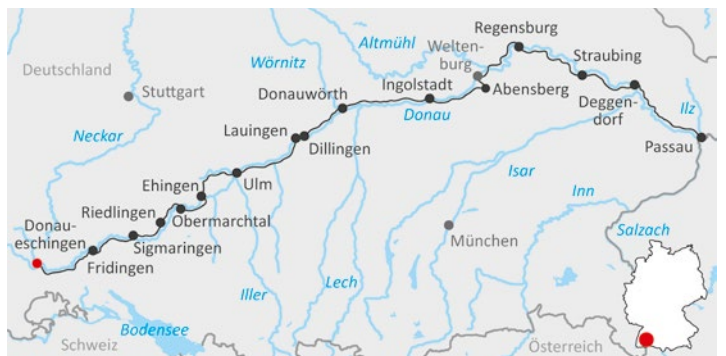 Regensburg
Altmühl
Welten-
burg
Straubing
Wörnitz
Deutschland
Stuttgart
Ingolstadt
Abensberg
Donauwörth
Donau
Deggen-
dorf
Ilz
Neckar
Lauingen
Dillingen
Passau
Isar
Ehingen
Ulm
Inn
Riedlingen
Obermarchtal
Donau-
eschingen
Sigmaringen
München
Salzach
Fridingen
Iller
Lech
Bodensee
Schweiz
Österreich